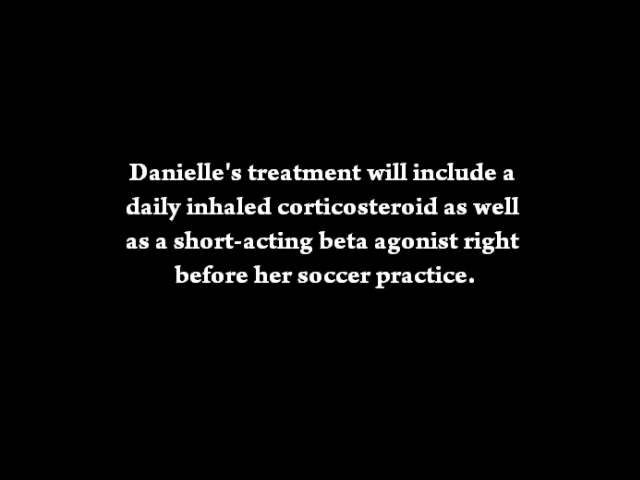 Danielle's treatment will include a
daily inhaled corticosteroid as well
as a short-acting beta agonist right
before her soccer practice.